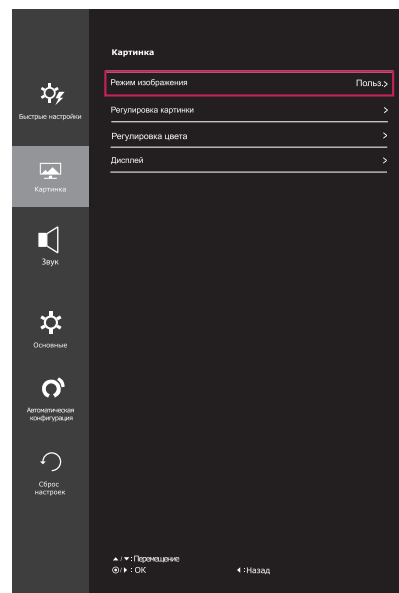 Картинка
Режим изображения Польз.>
Регулировка картинки >
Регулировка цвета >
Дисплей >
Быстрые настройки
Картинка
Звук
Основные
Автоматическая
конфигурация
Сброс
настроек
▲/▼: Перемещение
◉/▶ : OK ◀ :Назад